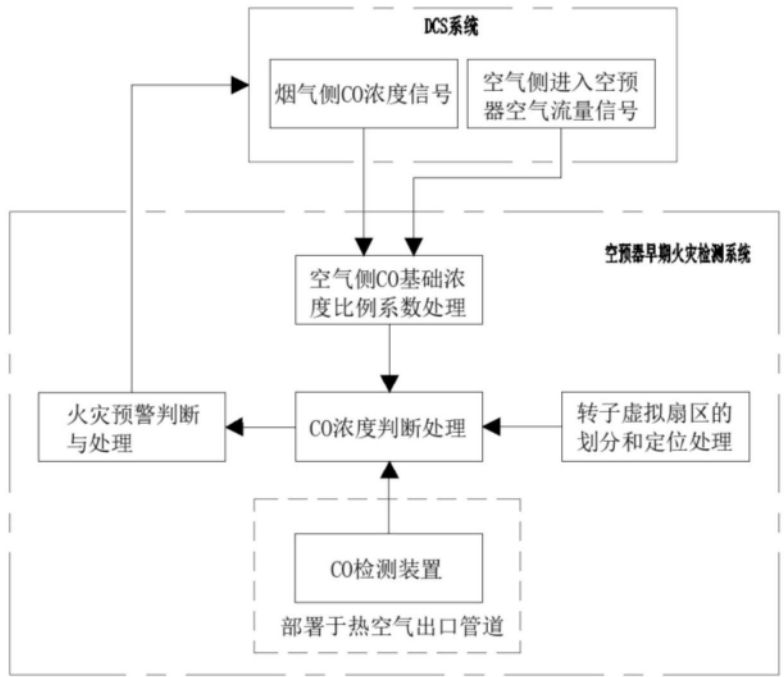 DCS系统
烟气侧CO浓度信号
空气侧进入空预
器空气流量信号
空预器早期火灾检测系统
空气侧CO基础浓
度比例系数处理
火灾预警判断
与处理
CO浓度判断处理
转子虚拟扇区的
划分和定位处理
CO检测装置
部署于热空气出口管道